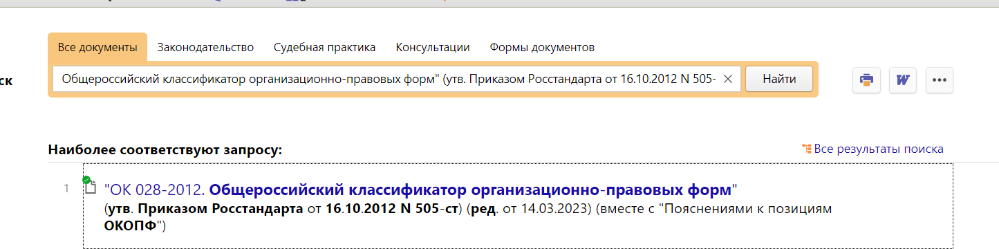 Все документы Законодательство Судебная практика Консультации Формы документов
ск
Общероссийский классификатор организационно-правовых форм" (утв. Приказом Росстандарта от 16.10.2012 N 505-
Найти
Наиболее соответствуют запросу:
Все результаты поиска
1
"ОК 028-2012. Общероссийский классификатор организационно-правовых форм"
(утв. Приказом Росстандарта от 16.10.2012 N 505-ст) (ред. от 14.03.2023) (вместе с "Пояснениями к позициям
ОКОПФ")